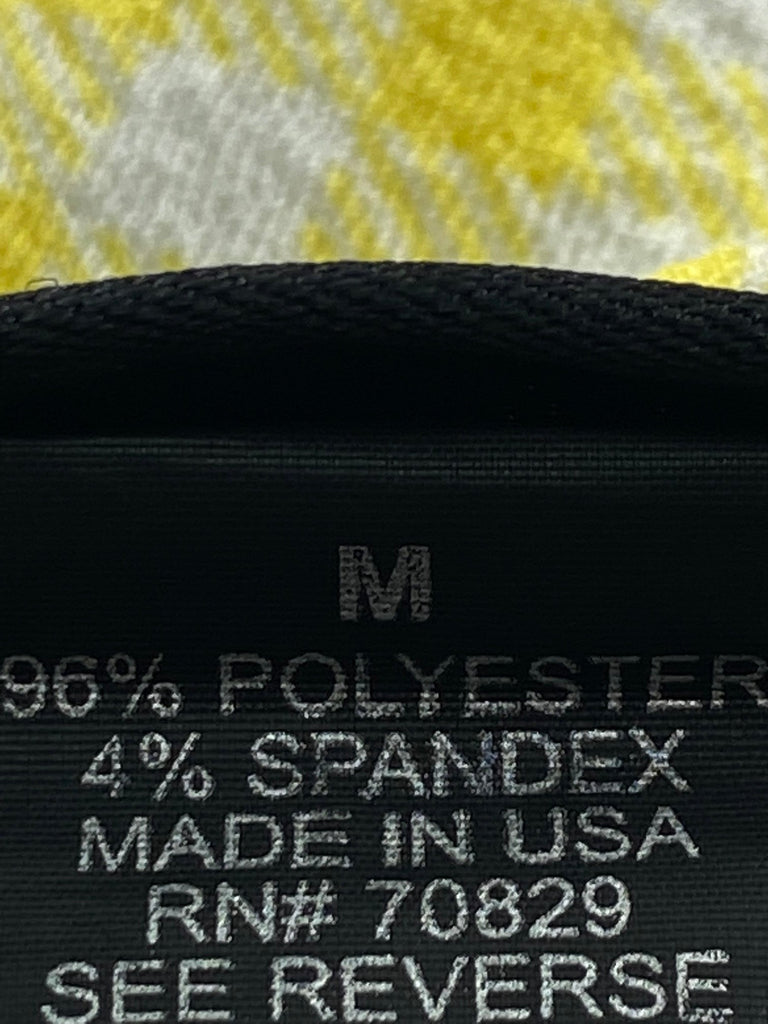 M
96% POLYESTER
4% SPANDEX
MADE IN USA
RN# 70829
SEE REVERSE